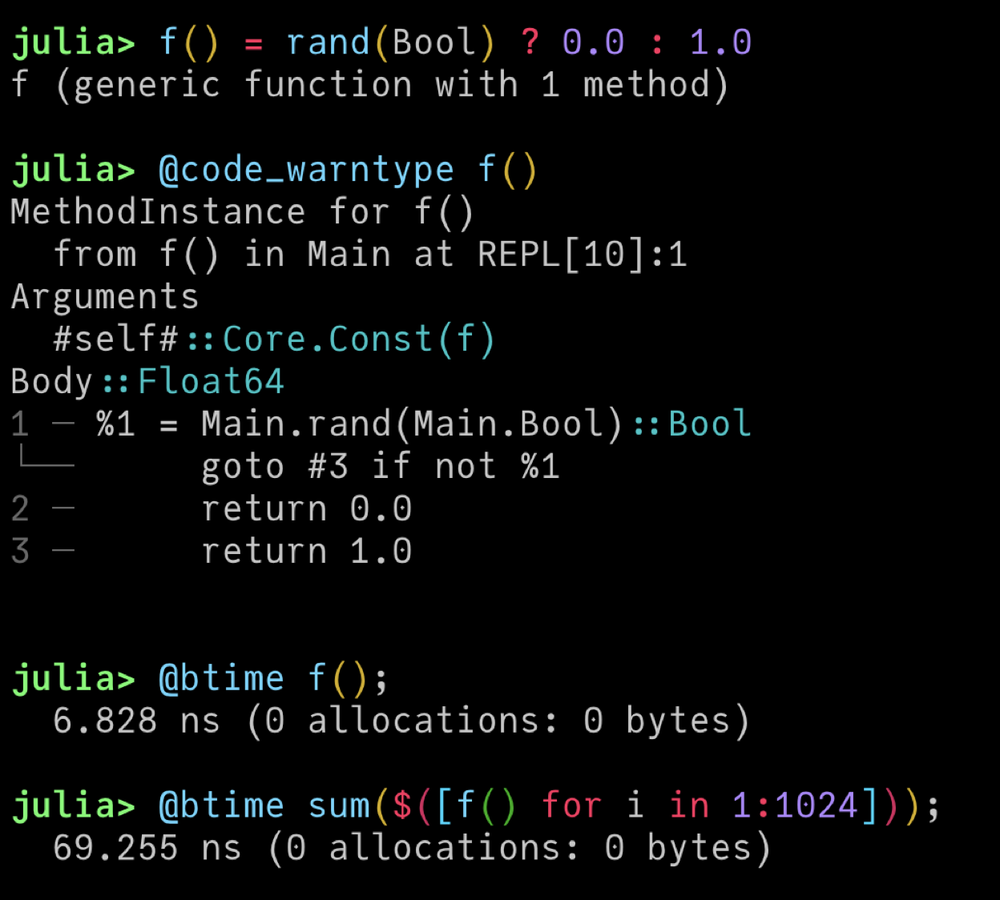 julia> f() = rand(Bool) ? 0.0 : 1.0
f (generic function with 1 method)
julia> @code_warntype f()
MethodInstance for f()
  from f() in Main at REPL[10]:1
Arguments
  #self#::Core.Const(f)
Body::Float64
1 ─ %1 = Main.rand(Main.Bool)::Bool
└──      goto #3 if not %1
2 ─      return 0.0
3 ─      return 1.0
julia> @btime f();
  6.828 ns (0 allocations: 0 bytes)
julia> @btime sum($([f() for i in 1:1024]));
  69.255 ns (0 allocations: 0 bytes)